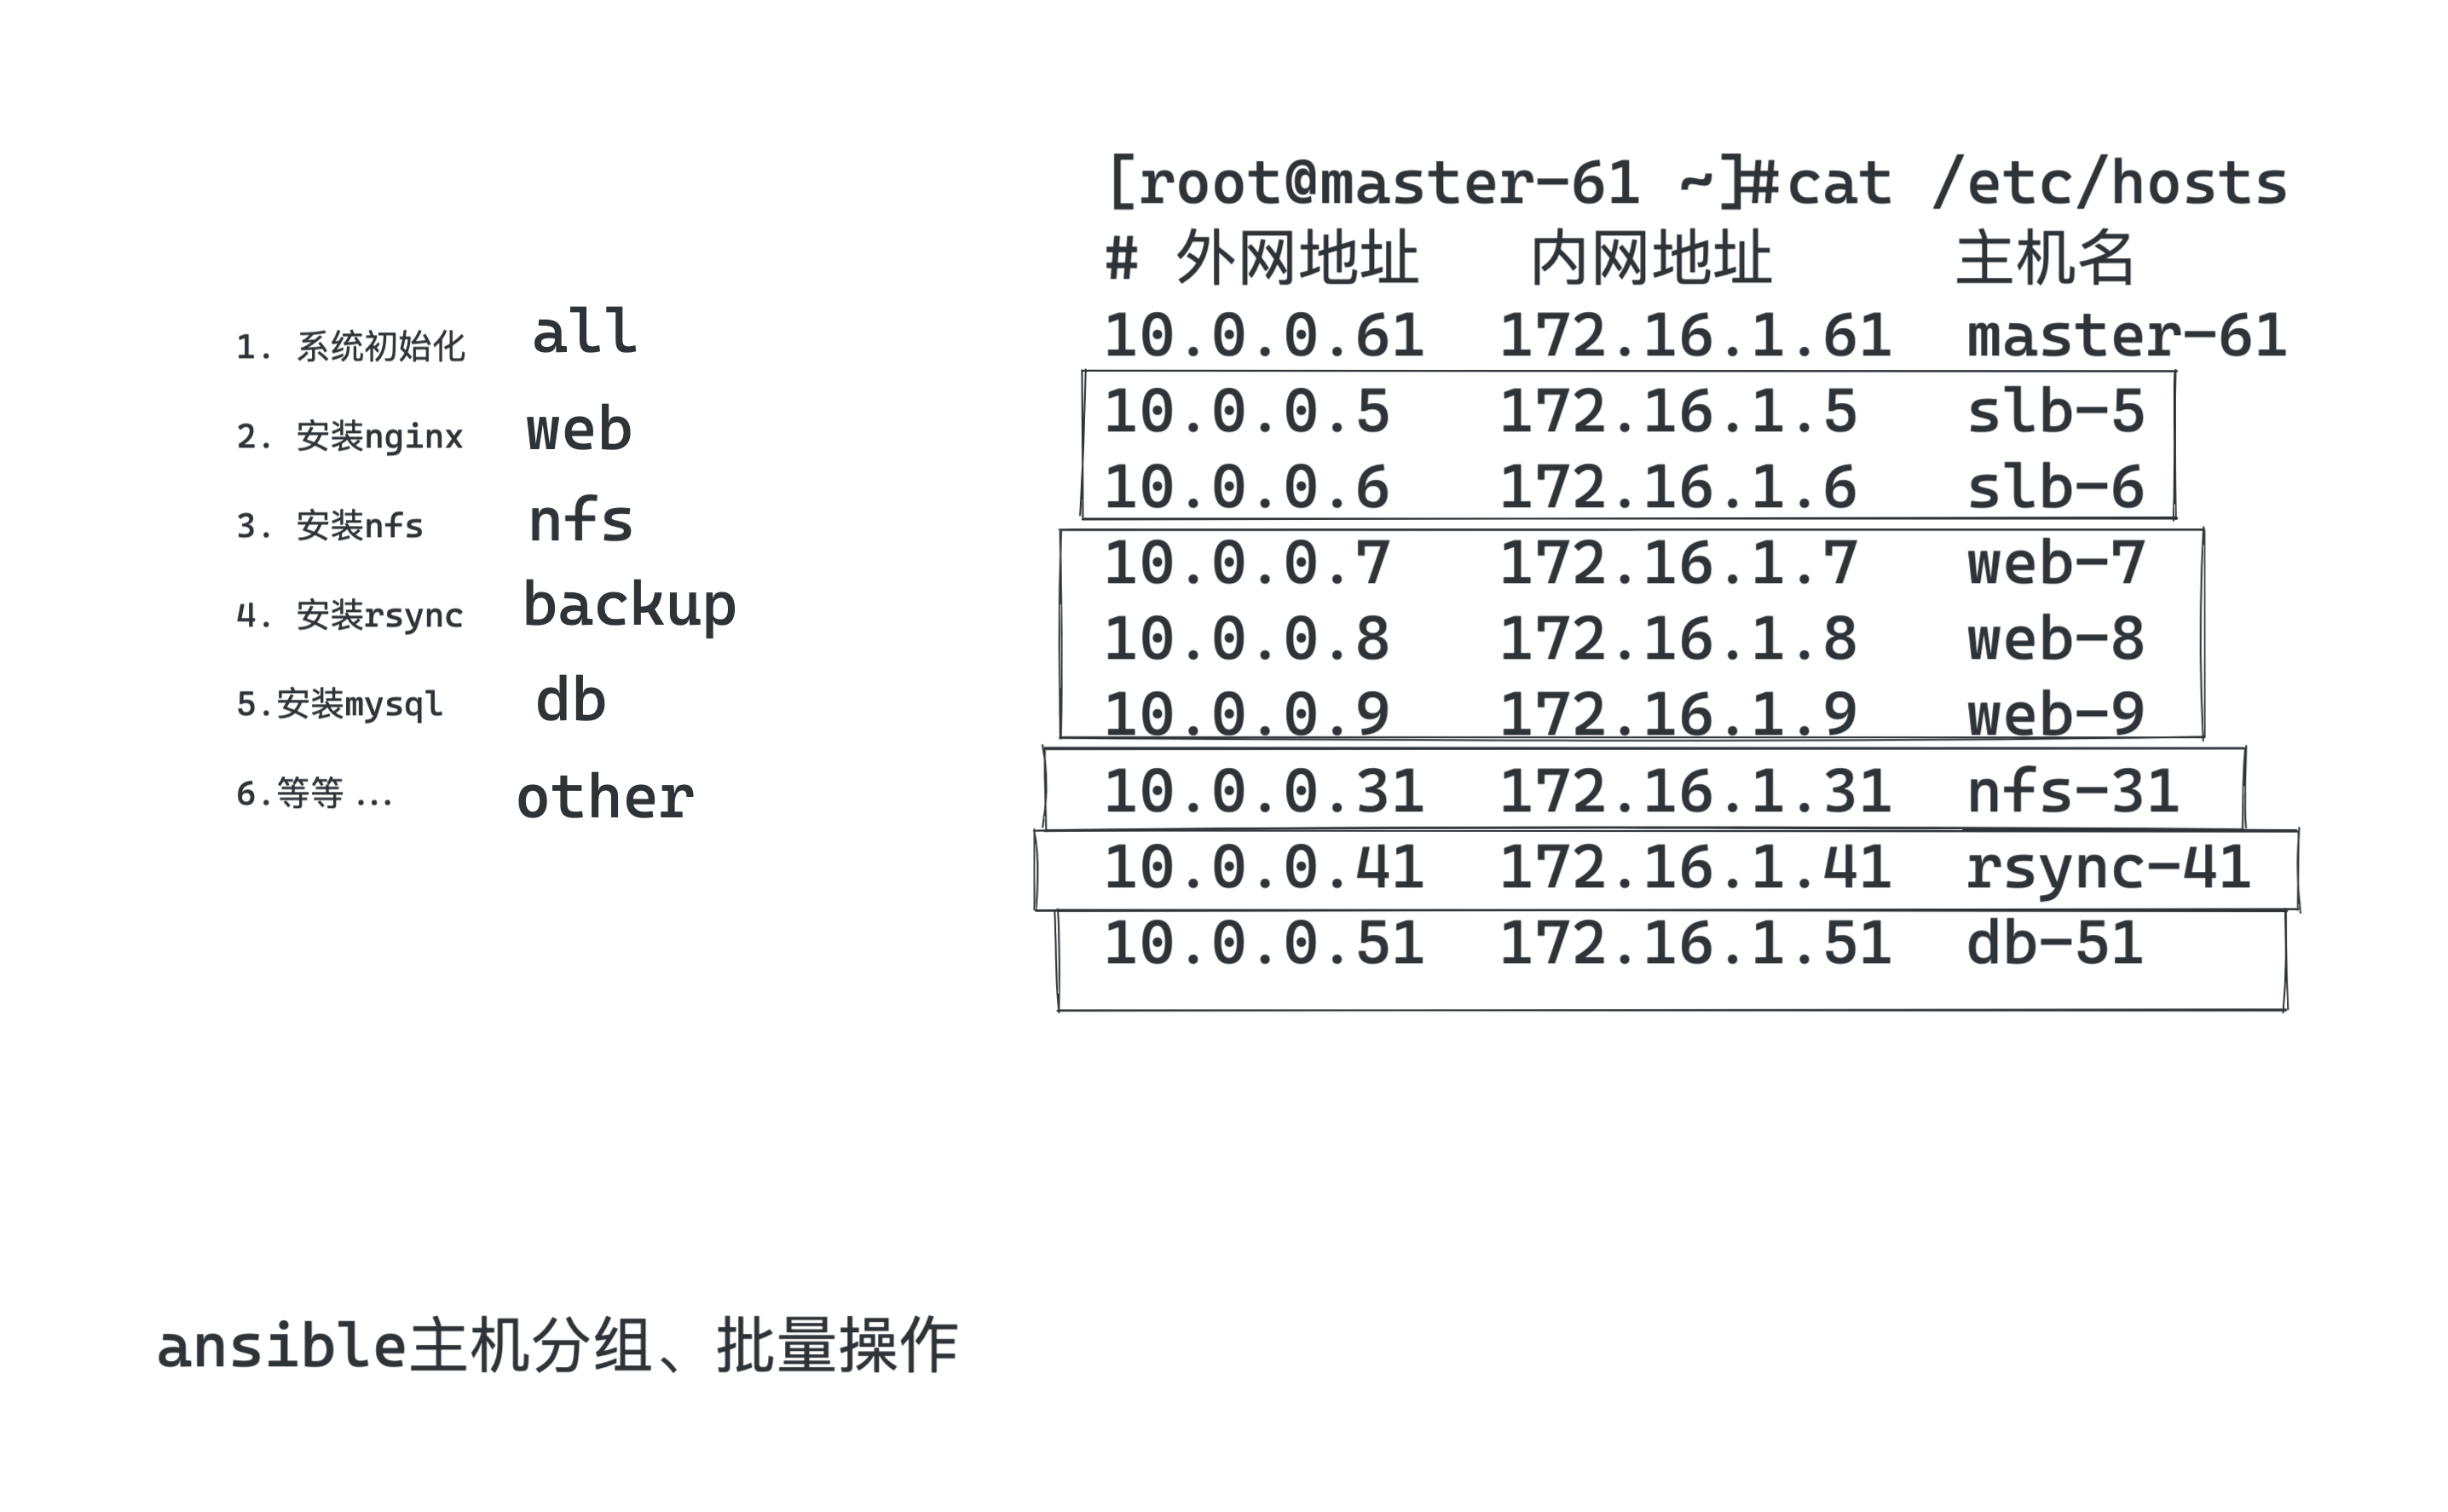 [root@master-61 ~]#cat /etc/hosts
# 外网地址 内网地址 主机名
10.0.0.61 172.16.1.61 master-61
10.0.0.5 172.16.1.5 slb-5
10.0.0.6 172.16.1.6 slb-6
10.0.0.7 172.16.1.7 web-7
10.0.0.8 172.16.1.8 web-8
10.0.0.9 172.16.1.9 web-9
10.0.0.31 172.16.1.31 nfs-31
10.0.0.41 172.16.1.41 rsync-41
10.0.0.51 172.16.1.51 db-51
1. 系统初始化 all
2. 安装nginx web
3. 安装nfs nfs
4. 安装rsync backup
5.安装mysql db
6.等等... other
ansible主机分组、批量操作